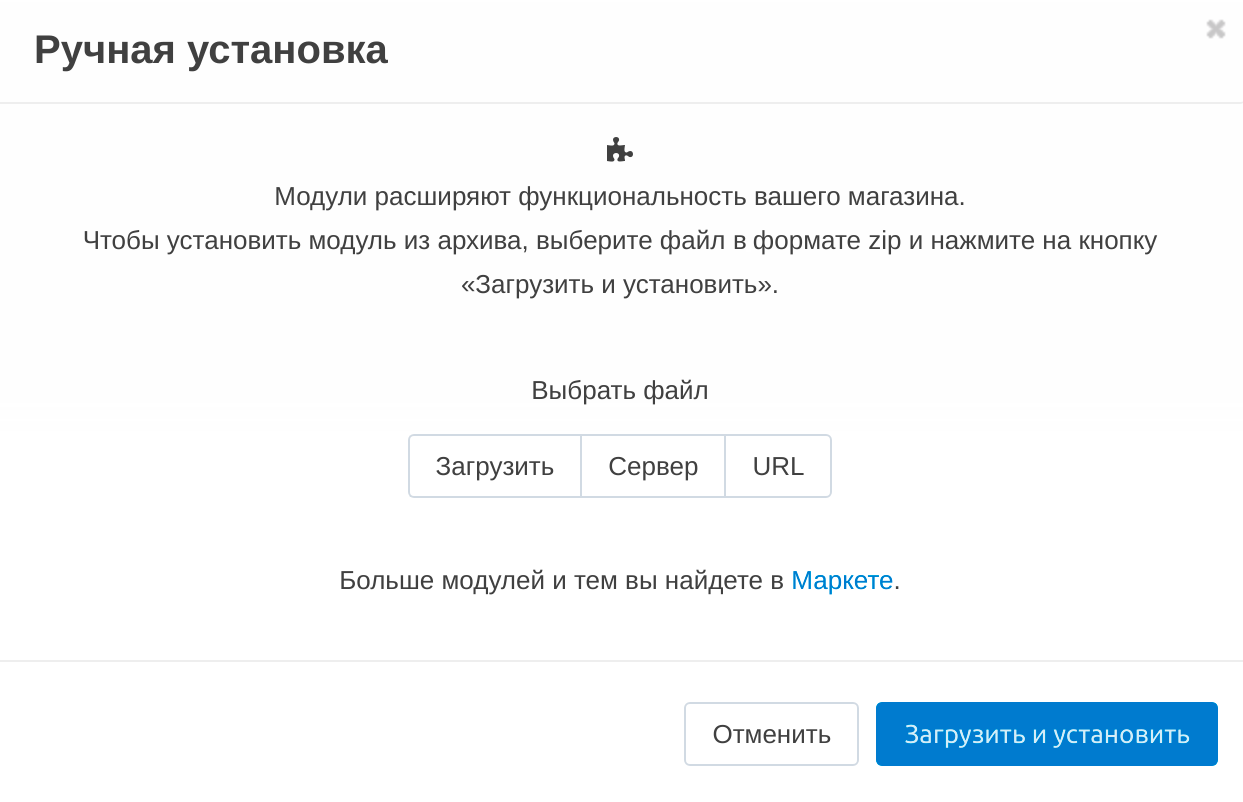 Ручная установка
Модули расширяют функциональность вашего магазина.
Чтобы установить модуль из архива, выберите файл в формате zip и нажмите на кнопку
«Загрузить и установить».
Выбрать файл
Загрузить Сервер URL
Больше модулей и тем вы найдете в Маркете.
Отменить Загрузить и установить